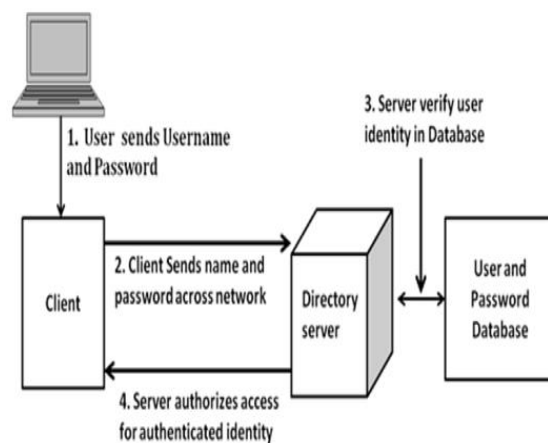 1. User sends Username
and Password
3. Server verify user
identity in Database
Client
2. Client Sends name and
password across network
Directory
server
User and
Password
Database
4. Server authorizes access
for authenticated identity